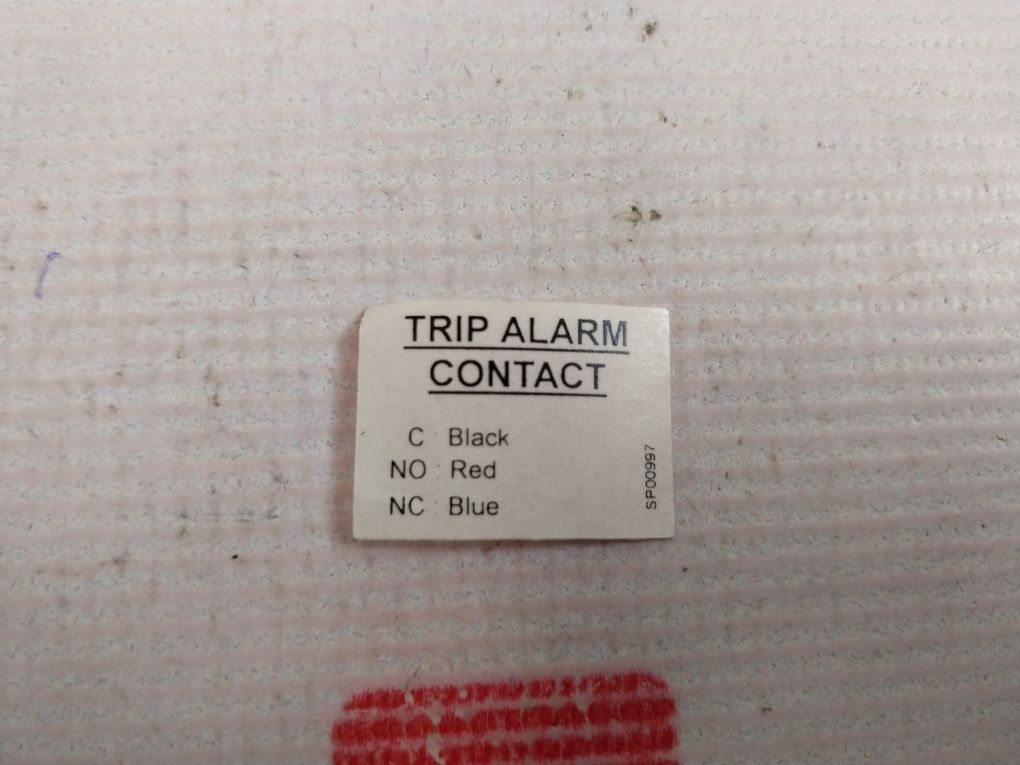 TRIP ALARM
CONTACT
C : Black
NO : Red
NC : Blue
SP00997